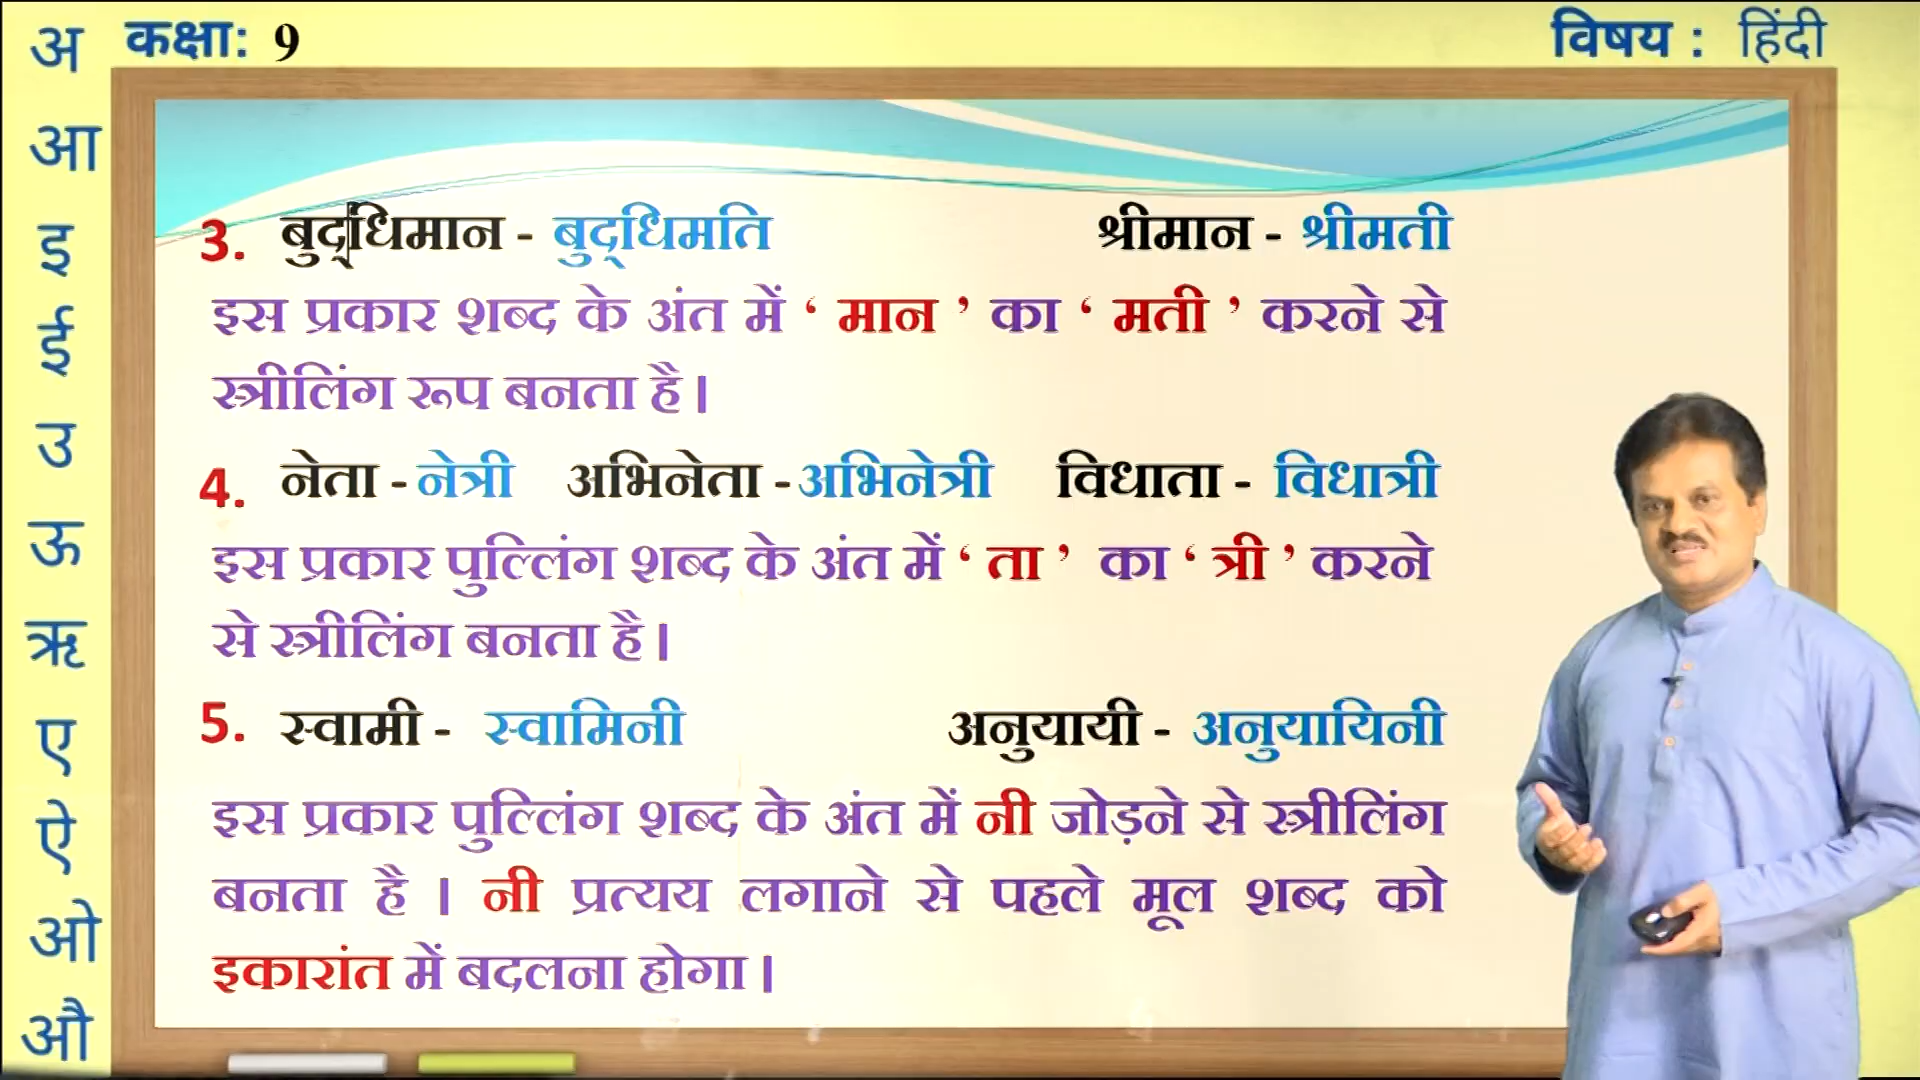 कक्षा: 9
विषय : हिंदी
अ
आ
इ
ई
उ
ऊ
ऋ
ए
ऐ
ओ
औ
3. बुद्धिमान - बुद्धिमति श्रीमान - श्रीमती
इस प्रकार शब्द के अंत में ‘ मान ’ का ‘ मती ’ करने से
स्त्रीलिंग रूप बनता है ।
4. नेता - नेत्री अभिनेता - अभिनेत्री विधाता - विधात्री
इस प्रकार पुल्लिंग शब्द के अंत में ‘ ता ’ का ‘ त्री ’ करने
से स्त्रीलिंग बनता है ।
5. स्वामी - स्वामिनी अनुयायी - अनुयायिनी
इस प्रकार पुल्लिंग शब्द के अंत में नी जोड़ने से स्त्रीलिंग
बनता है । नी प्रत्यय लगाने से पहले मूल शब्द को
इकारांत में बदलना होगा ।